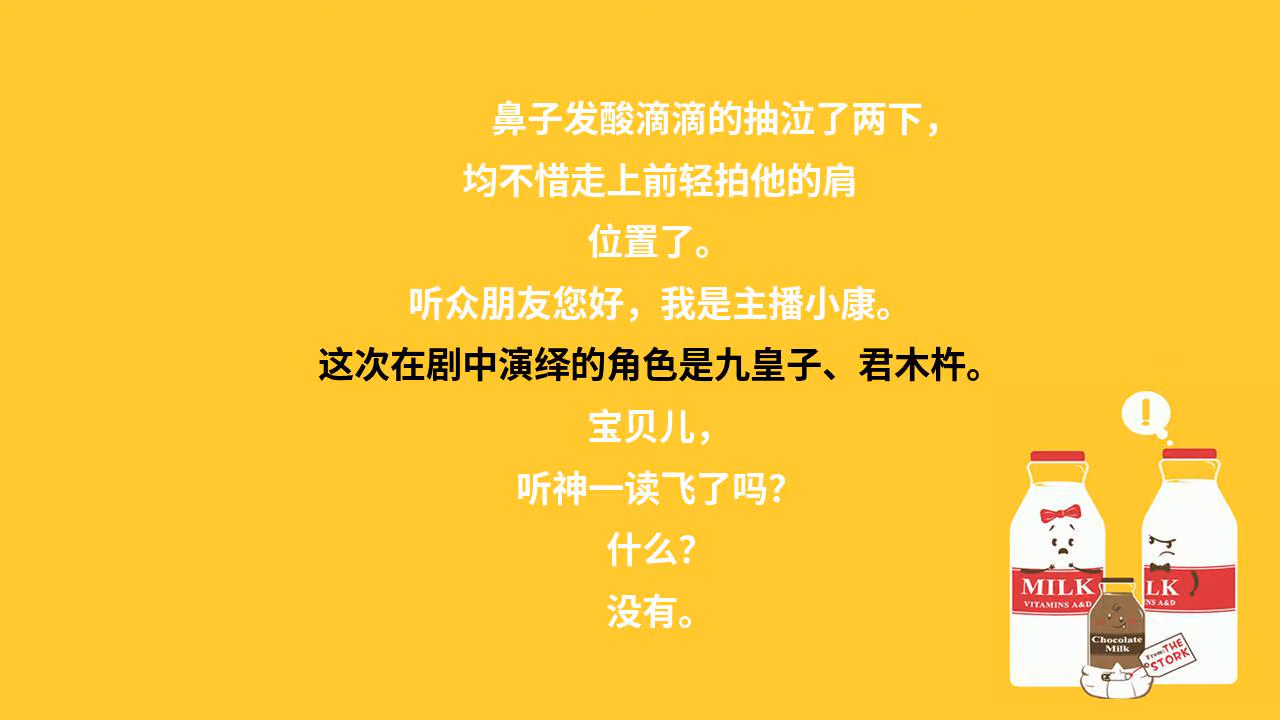 鼻子发酸滴滴的抽泣了两下，
均不惜走上前轻拍他的肩
位置了。
听众朋友您好，我是主播小康。
这次在剧中演绎的角色是九皇子、君木杵。
宝贝儿，
听神一读飞了吗？
什么？
没有。
!
MILK
VITAMINS A&D
LK
NS A&D
Chocolate
Milk
From: THE
STORK